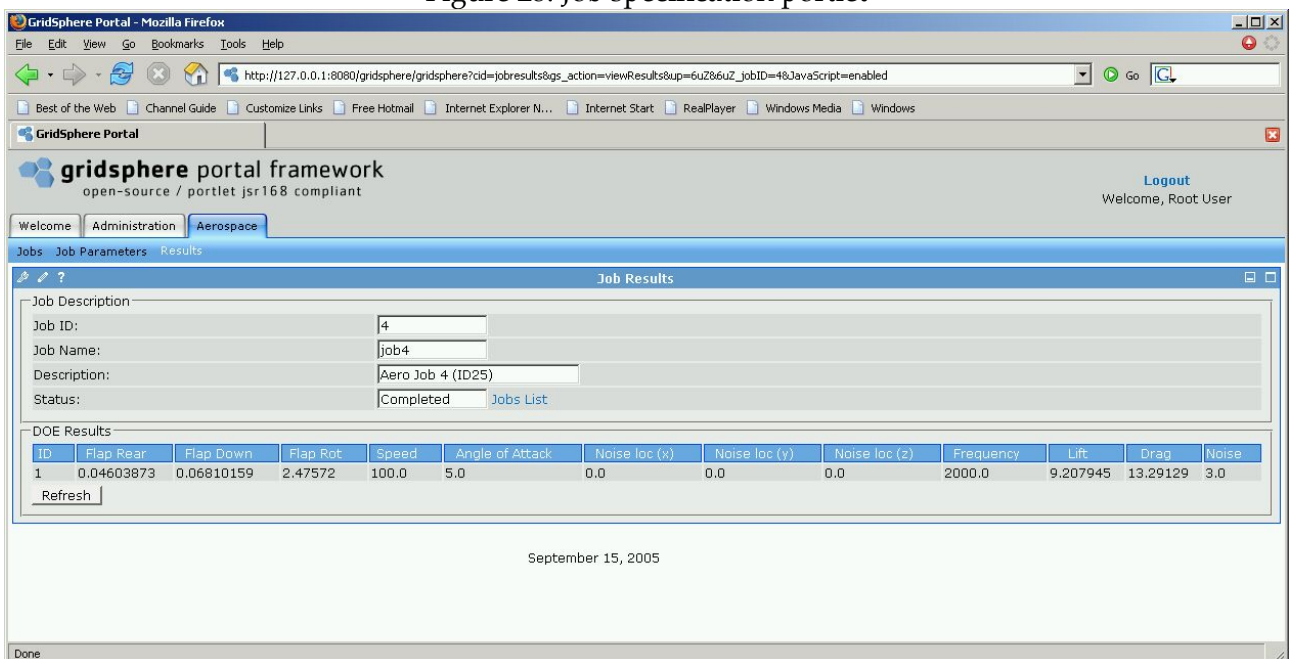 Figure 28: Job specification portlet
GridSphere Portal - Mozilla Firefox
File Edit View Go Bookmarks Tools Help
http://127.0.0.1:8080/gridsphere/gridsphere?cid=jobresults&gs_action=viewResults&up=6uZ&6uZ_jobID=4&JavaScript=enabled Go G
Best of the Web Channel Guide Customize Links Free Hotmail Internet Explorer N... Internet Start RealPlayer Windows Media Windows
GridSphere Portal
gridsphere portal framework
open-source / portlet jsr168 compliant
Logout
Welcome, Root User
Welcome Administration Aerospace
Jobs Job Parameters Results
? Job Results
Job Description
Job ID: 4
Job Name: job4
Description: Aero Job 4 (ID25)
Status: Completed Jobs List
DOE Results
ID Flap Rear Flap Down Flap Rot Speed Angle of Attack Noise loc (x) Noise loc (y) Noise loc (z) Frequency Lift Drag Noise
1 0.04603873 0.06810159 2.47572 100.0 5.0 0.0 0.0 0.0 2000.0 9.207945 13.29129 3.0
Refresh
September 15, 2005
Done